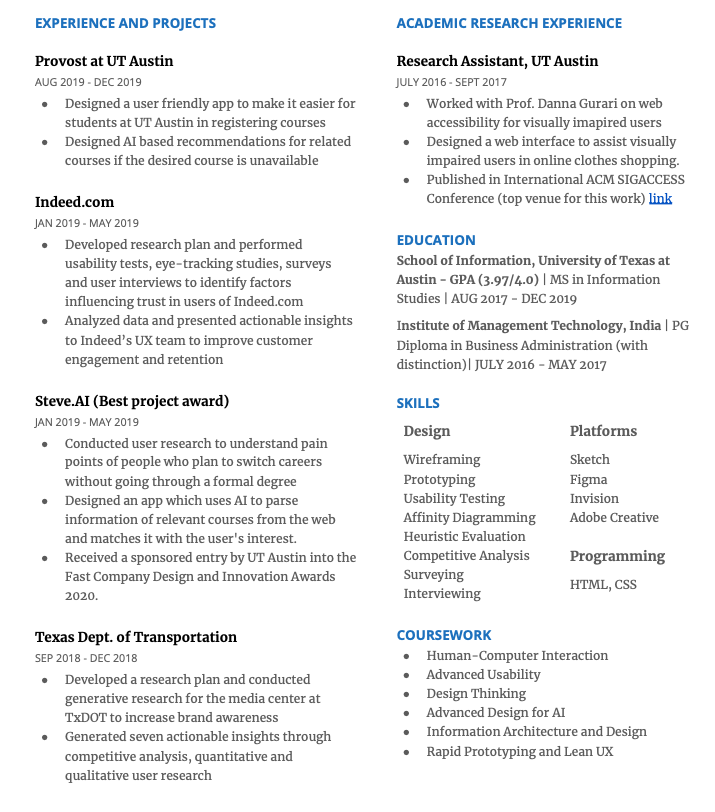 EXPERIENCE AND PROJECTS
Provost at UT Austin
AUG 2019 - DEC 2019
● Designed a user friendly app to make it easier for
students at UT Austin in registering courses
● Designed AI based recommendations for related
courses if the desired course is unavailable
Indeed.com
JAN 2019 - MAY 2019
● Developed research plan and performed
usability tests, eye-tracking studies, surveys
and user interviews to identify factors
influencing trust in users of Indeed.com
● Analyzed data and presented actionable insights
to Indeed's UX team to improve customer
engagement and retention
Steve.AI (Best project award)
JAN 2019 - MAY 2019
● Conducted user research to understand pain
points of people who plan to switch careers
without going through a formal degree
● Designed an app which uses AI to parse
information of relevant courses from the web
and matches it with the user's interest.
● Received a sponsored entry by UT Austin into the
Fast Company Design and Innovation Awards
2020.
Texas Dept. of Transportation
SEP 2018 - DEC 2018
● Developed a research plan and conducted
generative research for the media center at
TxDOT to increase brand awareness
● Generated seven actionable insights through
competitive analysis, quantitative and
qualitative user research
ACADEMIC RESEARCH EXPERIENCE
Research Assistant, UT Austin
JULY 2016 - SEPT 2017
● Worked with Prof. Danna Gurari on web
accessibility for visually imapired users
● Designed a web interface to assist visually
impaired users in online clothes shopping.
● Published in International ACM SIGACCESS
Conference (top venue for this work) link
EDUCATION
School of Information, University of Texas at
Austin - GPA (3.97/4.0) | MS in Information
Studies | AUG 2017 - DEC 2019
Institute of Management Technology, India | PG
Diploma in Business Administration (with
distinction)| JULY 2016 - MAY 2017
SKILLS
Design
Wireframing
Prototyping
Usability Testing
Affinity Diagramming
Heuristic Evaluation
Competitive Analysis
Surveying
Interviewing
Platforms
Sketch
Figma
Invision
Adobe Creative
Programming
HTML, CSS
COURSEWORK
● Human-Computer Interaction
● Advanced Usability
● Design Thinking
● Advanced Design for AI
● Information Architecture and Design
● Rapid Prototyping and Lean UX